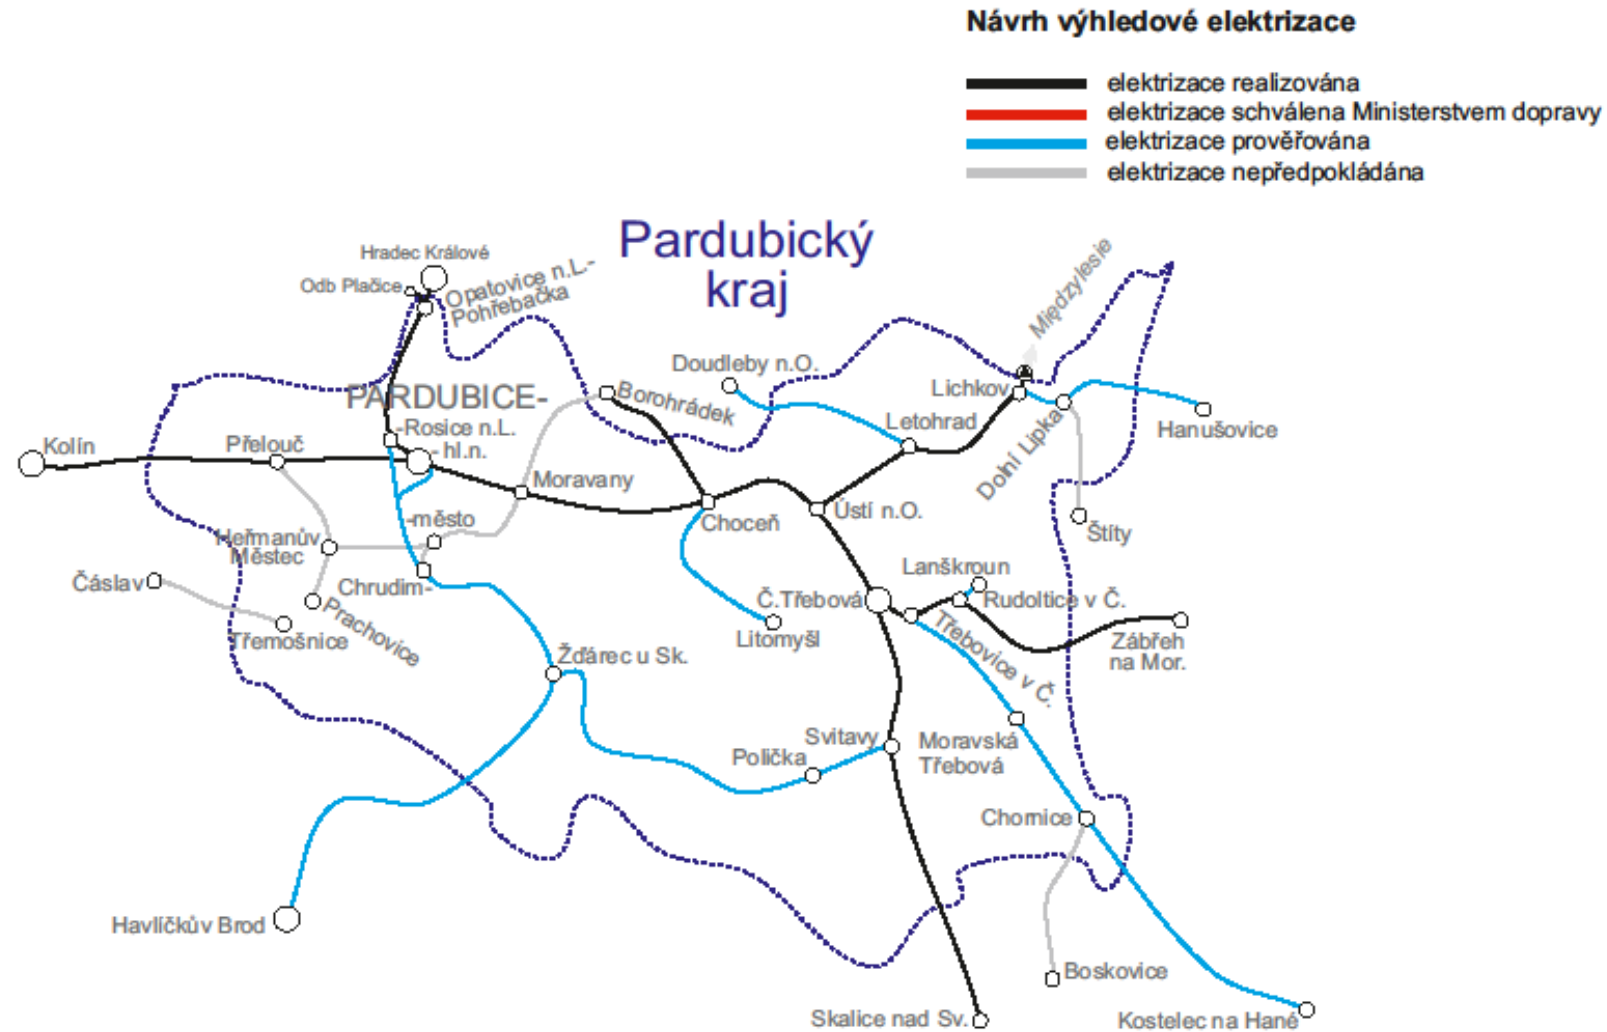 Návrh výhledové elektrizace
elektrizace realizována
elektrizace schválena Ministerstvem dopravy
elektrizace prověřována
elektrizace nepředpokládána
Pardubický
kraj
Hradec Králové
Odb Plačice
Opatovice n.L.-
Pohřebačka
Międzylesie
Doudleby n.O.
Lichkov
PARDUBICE-
Borohrádek
Letohrad
Dolní Lipka
Hanušovice
-Rosice n.L.
- hl.n.
Kolín
Přelouč
Moravany
Choceň
Ústí n.O.
Štíty
-město
Heřmanův
Městec
Čáslav
Chrudim-
Prachovice
Třemošnice
Lanškroun
Č.Třebová
Rudoltice v Č.
Litomyšl
Třebovice v Č.
Zábřeh
na Mor.
Žďárec u Sk.
Svitavy
Moravská
Třebová
Polička
Chornice
Havlíčkův Brod
Boskovice
Skalice nad Sv.
Kostelec na Hané